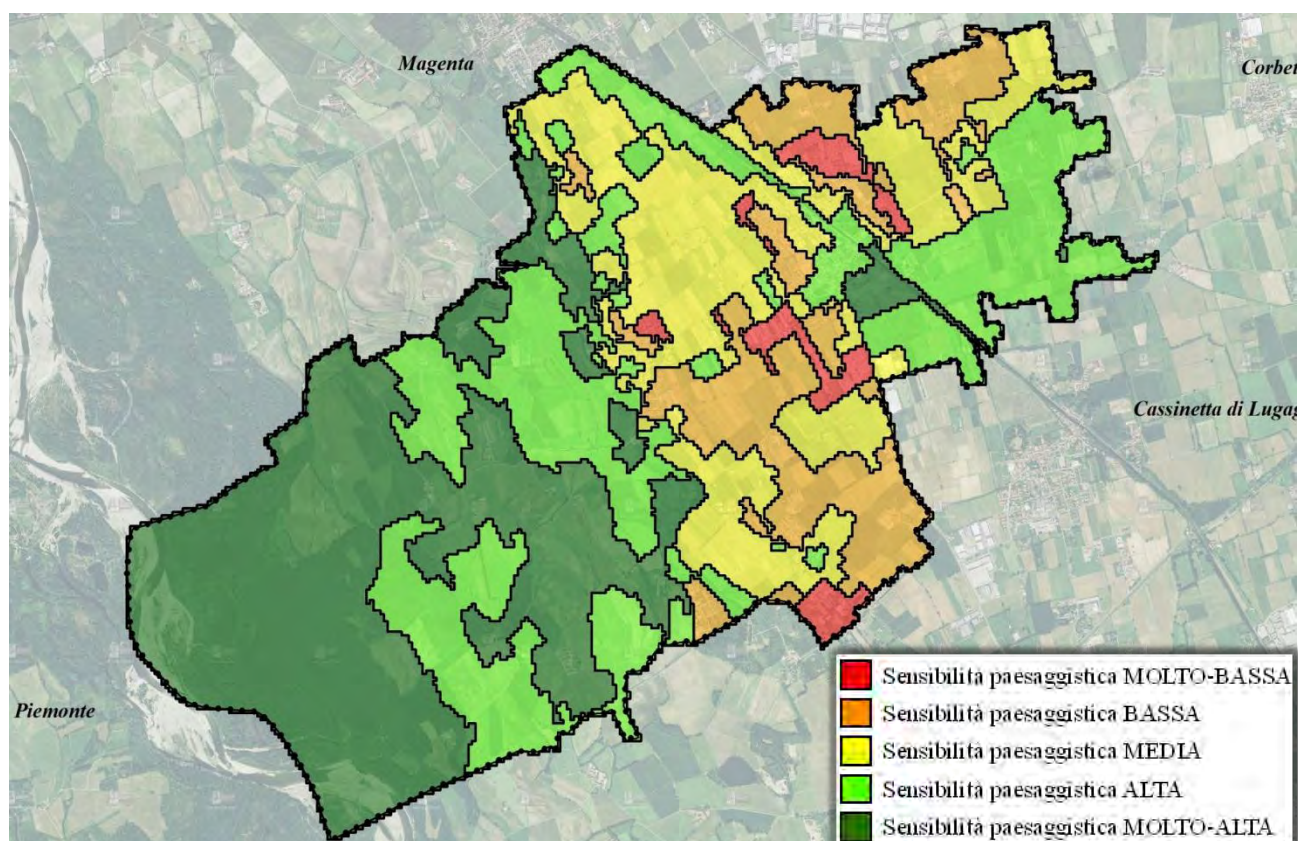 Magenta
Corbet
Cassinetta di Lugag
Piemonte
Sensibilità paesaggistica MOLTO-BASSA
Sensibilità paesaggistica BASSA
Sensibilità paesaggistica MEDIA
Sensibilità paesaggistica ALTA
Sensibilità paesaggistica MOLTO-ALTA